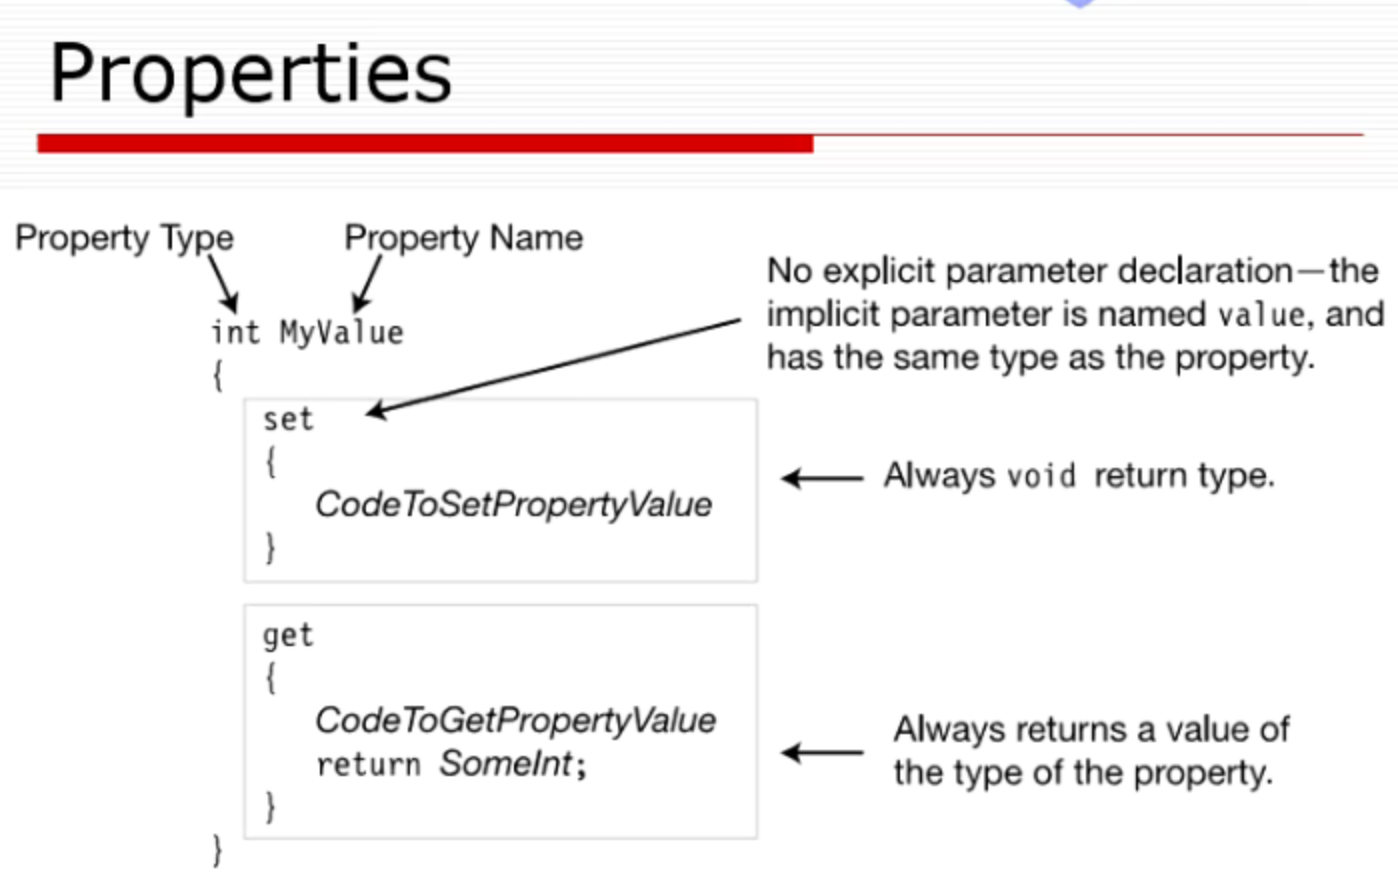 Properties
Property Type
Property Name
int MyValue
{
set
{
CodeToSetPropertyValue
}
get
{
CodeToGetPropertyValue
return SomeInt;
}
}
No explicit parameter declaration—the
implicit parameter is named value, and
has the same type as the property.
Always void return type.
Always returns a value of
the type of the property.